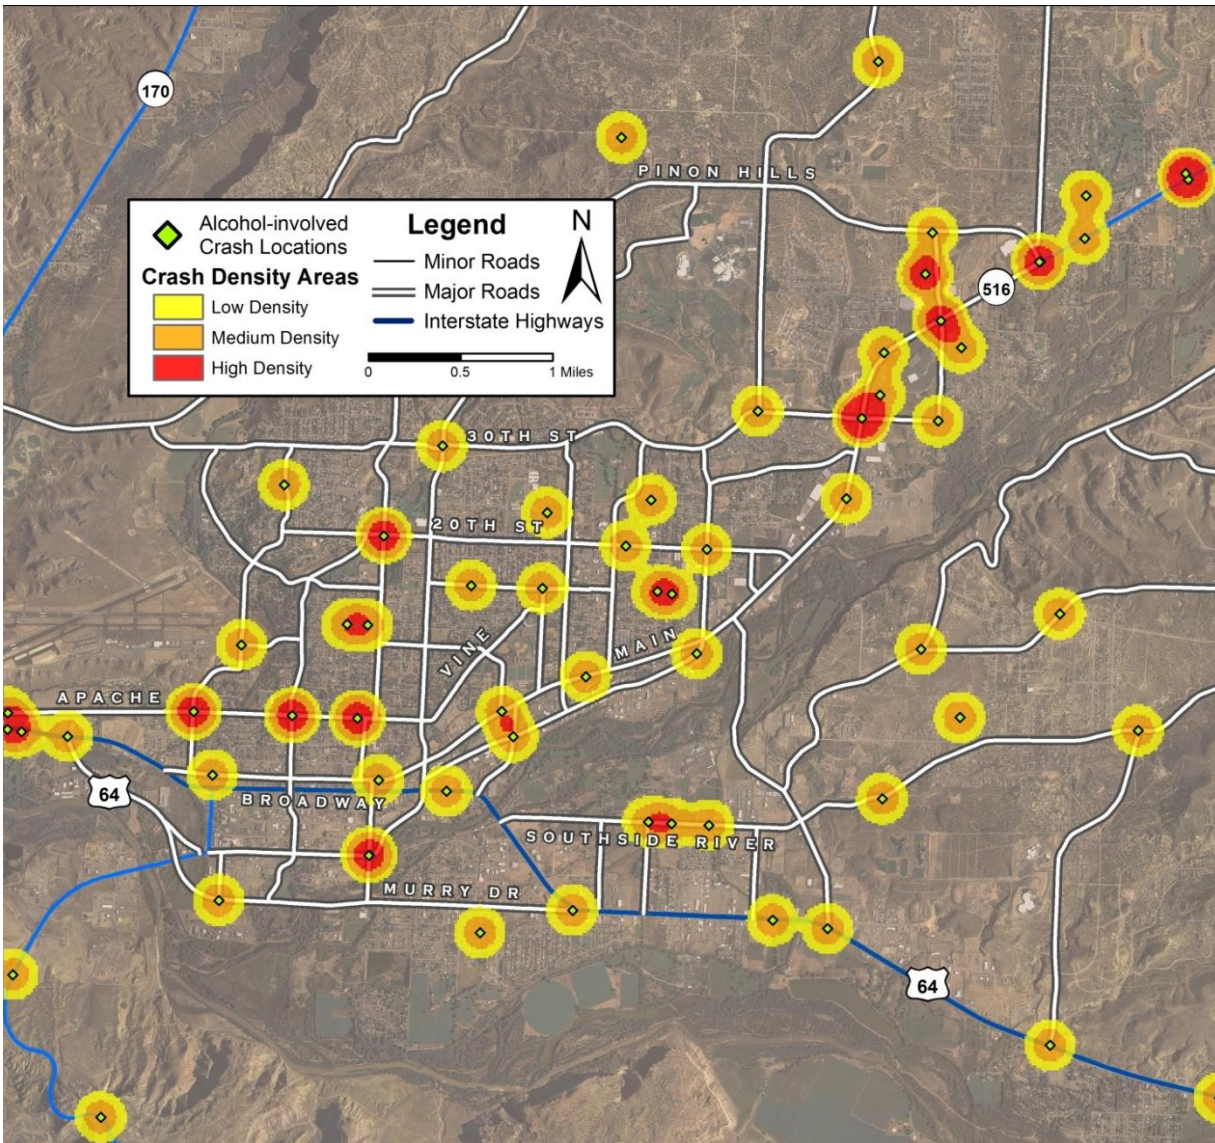 170
PINON HILLS
Alcohol-involved
Crash Locations
Crash Density Areas
Low Density
Medium Density
High Density
Legend
Minor Roads
Major Roads
Interstate Highways
N
0 0.5 1 Miles
516
30TH ST
20TH ST
VINE
MAIN
APACHE
64
BROADWAY
SOUTHSIDE RIVER
MURRY DR
64